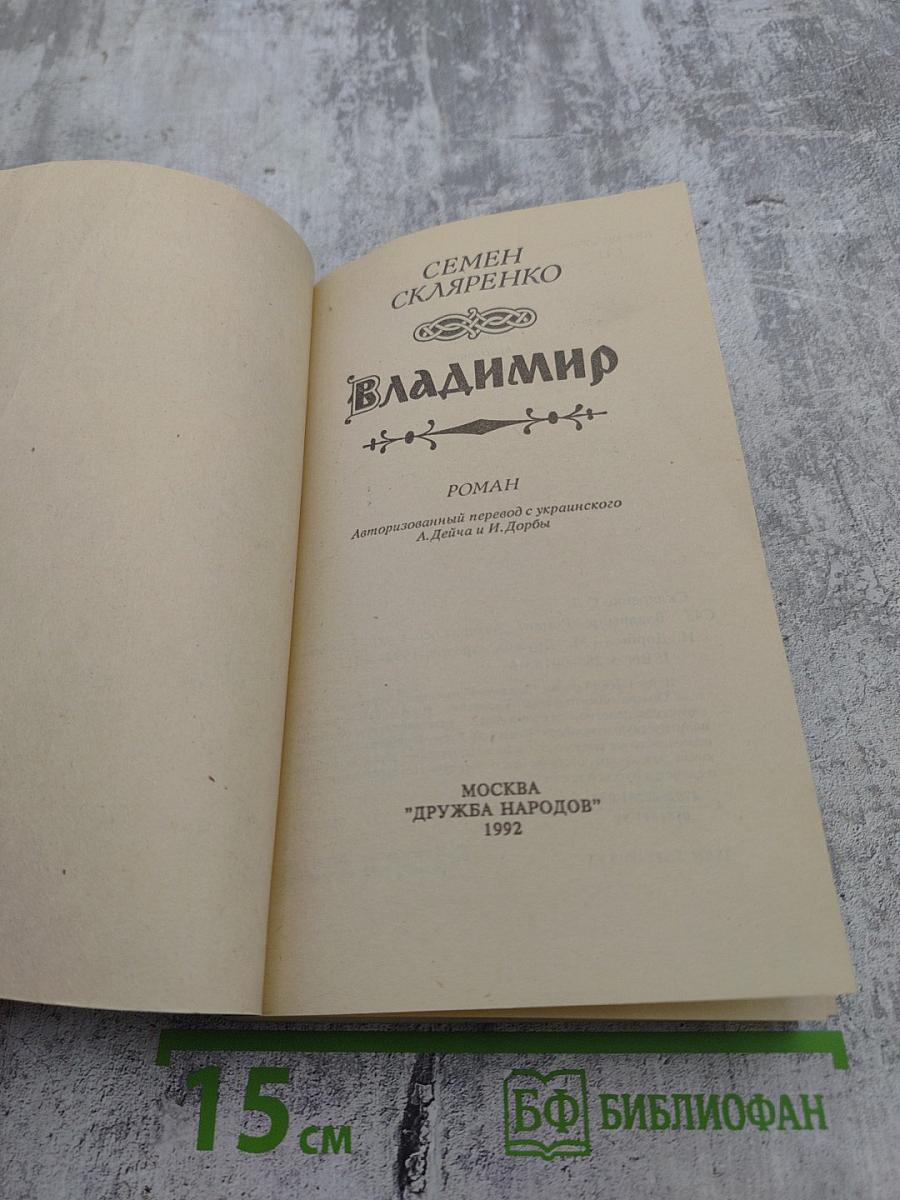 СЕМЕН
СКЛЯРЕНКО
Владимир
РОМАН
Авторизованный перевод с украинского
А. Дейча и И. Дорбы
МОСКВА
"ДРУЖБА НАРОДОВ"
1992
15 см
БФ БИБЛИОФАН